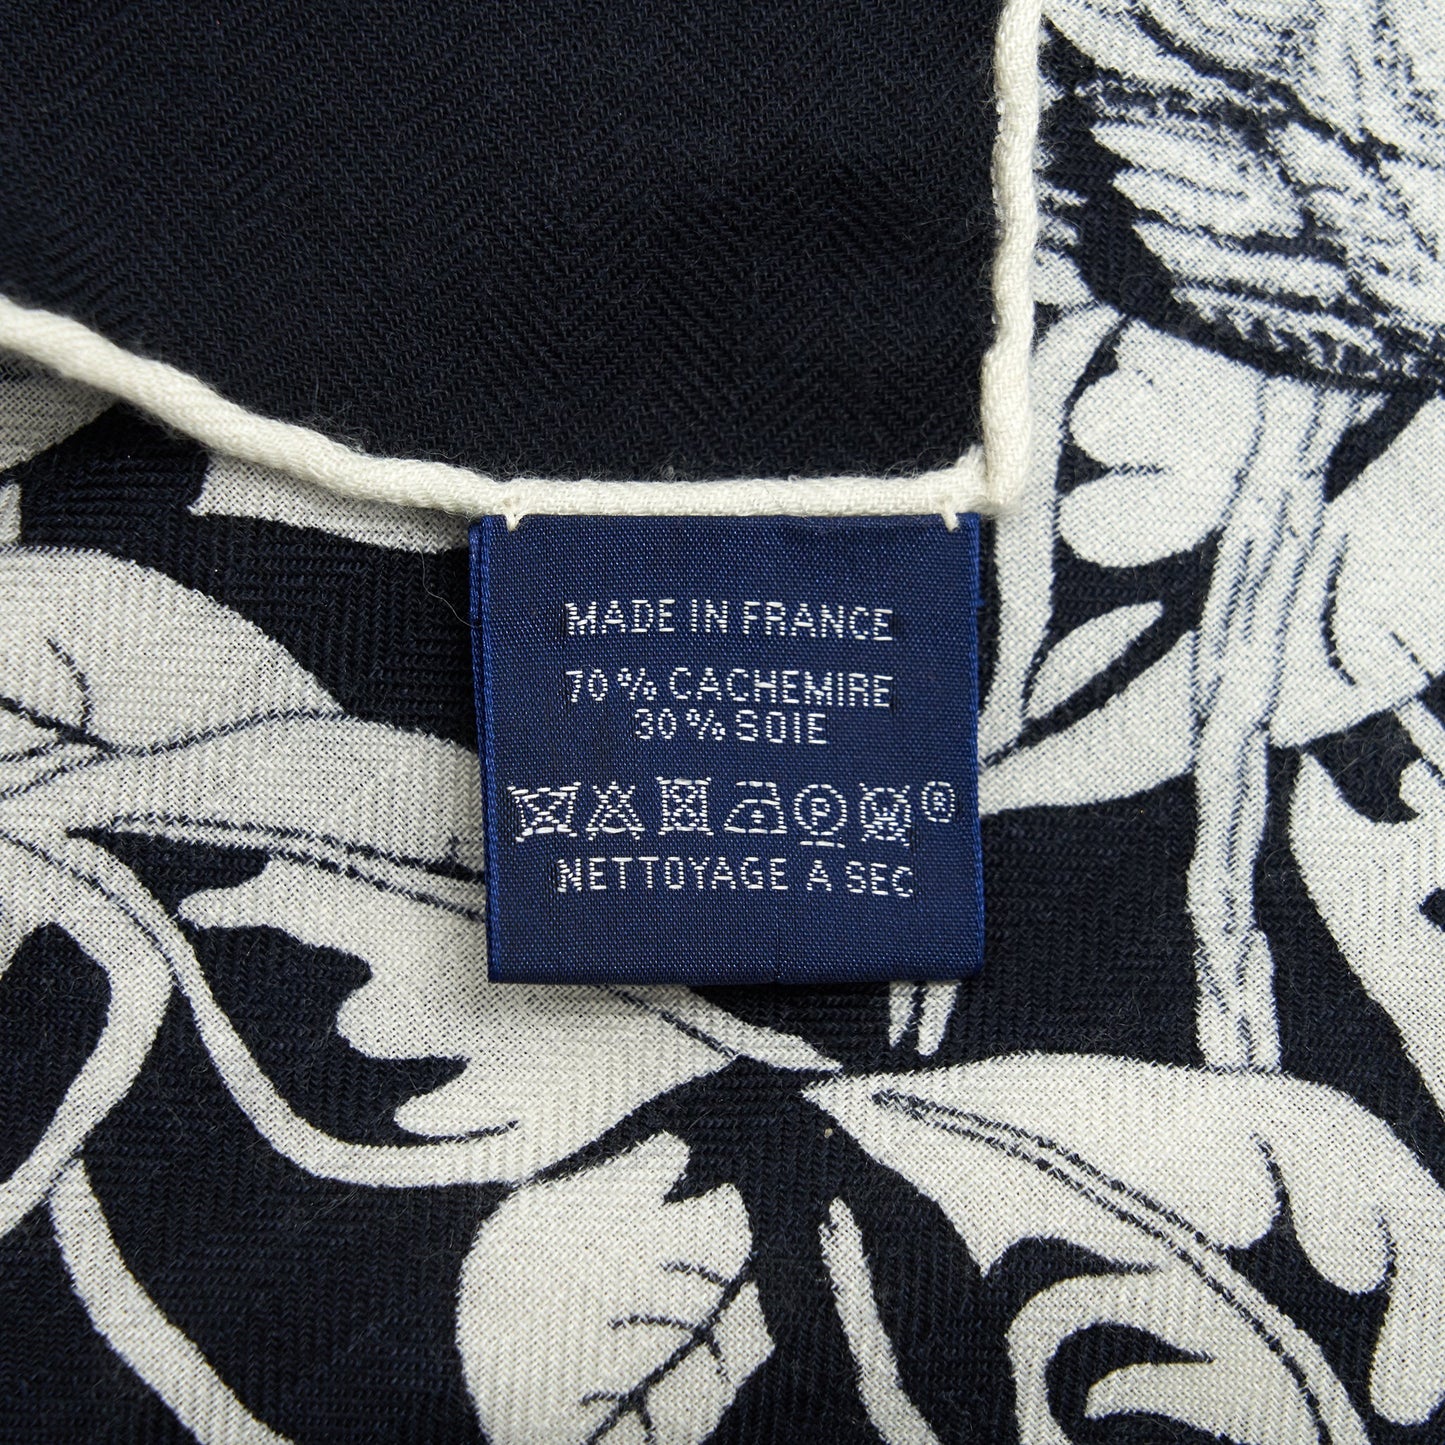 MADE IN FRANCE
70 % CACHEMIRE
30 % SOIE
P ®
NETTOYAGE A SEC